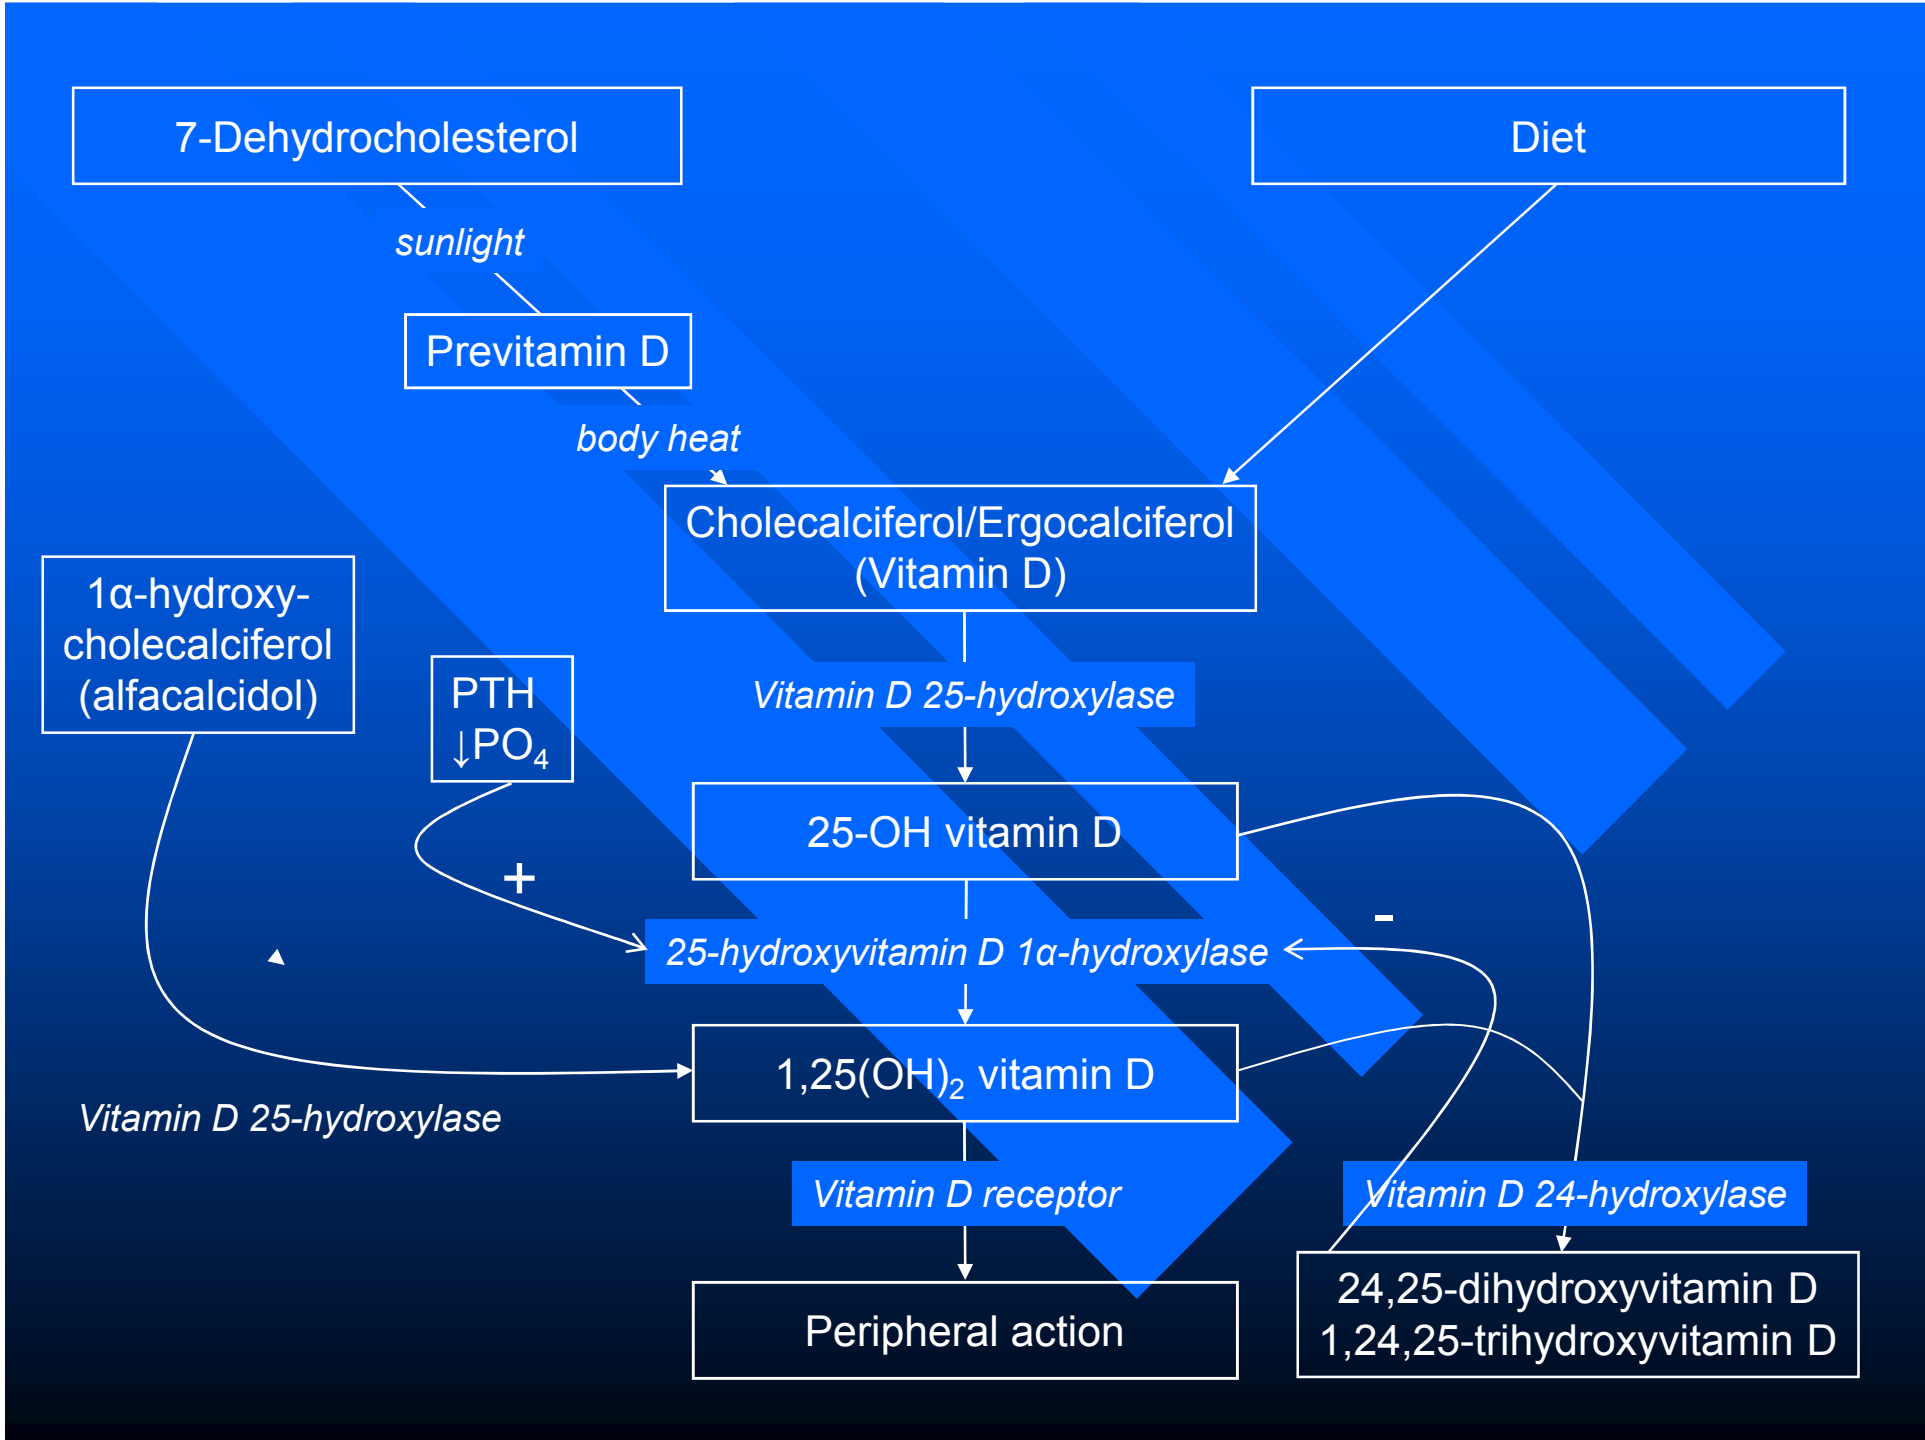 7-Dehydrocholesterol
Diet
sunlight
Previtamin D
body heat
Cholecalciferol/Ergocalciferol
(Vitamin D)
1α-hydroxy-
cholecalciferol
(alfacalcidol)
PTH
↓PO₄
Vitamin D 25-hydroxylase
25-OH vitamin D
+
-
25-hydroxyvitamin D 1α-hydroxylase
1,25(OH)₂ vitamin D
Vitamin D 25-hydroxylase
Vitamin D receptor
Vitamin D 24-hydroxylase
Peripheral action
24,25-dihydroxyvitamin D
1,24,25-trihydroxyvitamin D